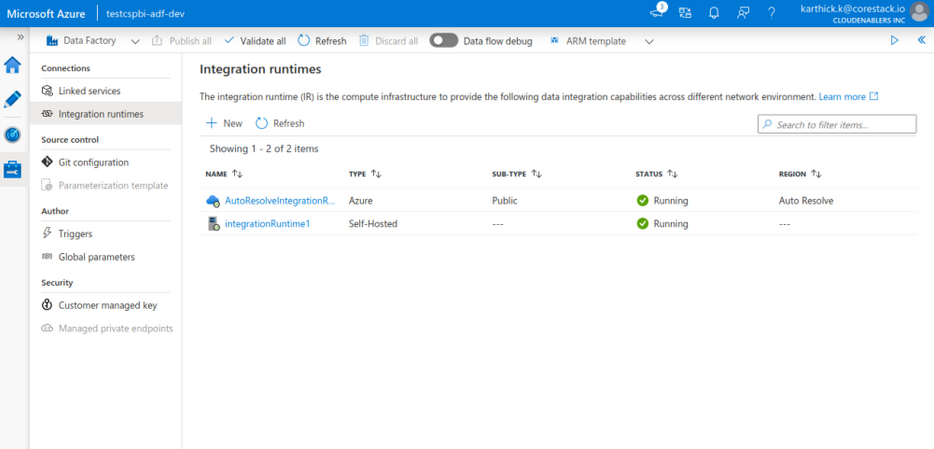 Microsoft Azure testcspbi-adf-dev 3 karthick.k@corestack.io
CLOUDENABLERS INC
Data Factory Publish all Validate all Refresh Discard all Data flow debug ARM template
Connections
Linked services
Integration runtimes
Source control
Git configuration
Parameterization template
Author
Triggers
Global parameters
Security
Customer managed key
Managed private endpoints
Integration runtimes
The integration runtime (IR) is the compute infrastructure to provide the following data integration capabilities across different network environment. Learn more
New Refresh Search to filter items...
Showing 1 - 2 of 2 items
NAME TYPE SUB-TYPE STATUS REGION
AutoResolveIntegrationR... Azure Public Running Auto Resolve
integrationRuntime1 Self-Hosted --- Running ---